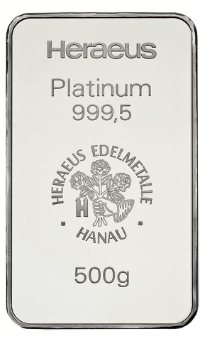 Heraeus
Platinum
999,5
HERAEUS EDELMETALLE
H
· HANAU ·
500g